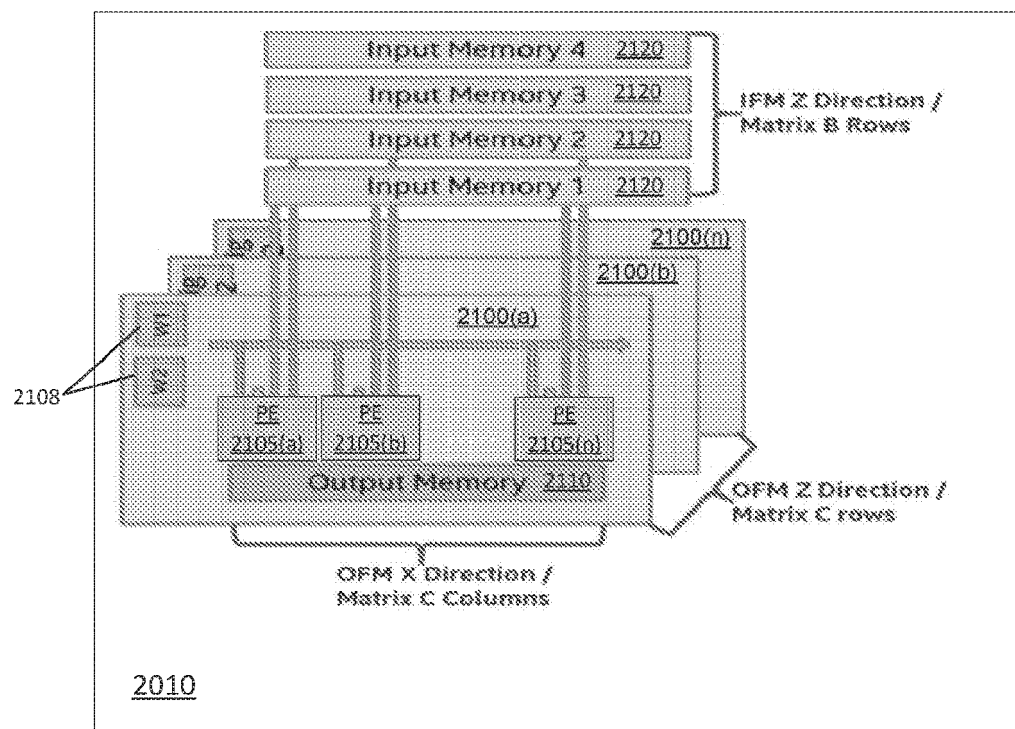 Input Memory 4 2120
Input Memory 3 2120
Input Memory 2 2120
Input Memory 1 2120
IFM Z Direction /
Matrix B Rows
2100(n)
2100(b)
2100(a)
W1
W2
2108
PE
2105(a)
PE
2105(b)
PE
2105(n)
Output Memory 2110
OFM Z Direction /
Matrix C rows
OFM X Direction /
Matrix C Columns
2010